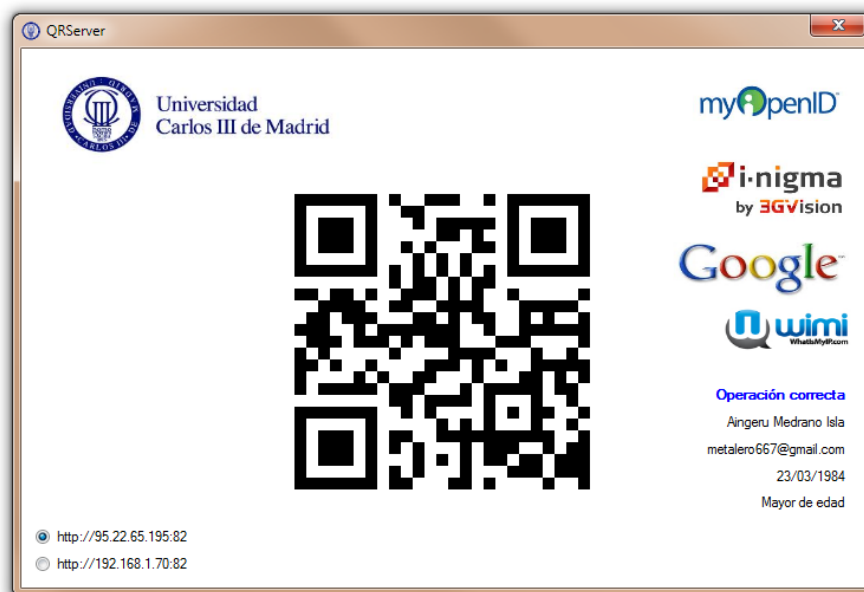 QRServer
Universidad
Carlos III de Madrid
myOpenID
i-nigma
by 3GVision
Google
wimi
WhatIsMyIP.com
Operación correcta
Aingeru Medrano Isla
metalero667@gmail.com
23/03/1984
Mayor de edad
http://95.22.65.195:82
http://192.168.1.70:82